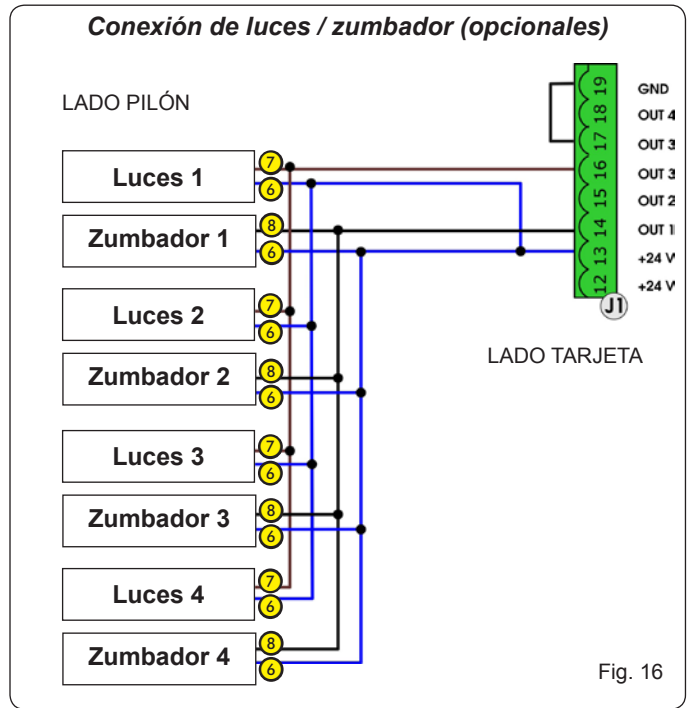 Conexión de luces / zumbador (opcionales)
LADO PILÓN
Luces 1
7
6
Zumbador 1
8
6
Luces 2
7
6
Zumbador 2
8
6
Luces 3
7
6
Zumbador 3
8
6
Luces 4
7
6
Zumbador 4
8
6
19 GND
18 OUT 4
17 OUT 3
16 OUT 3
15 OUT 2
14 OUT 1
13 +24 V
12 +24 V
J1
LADO TARJETA
Fig. 16